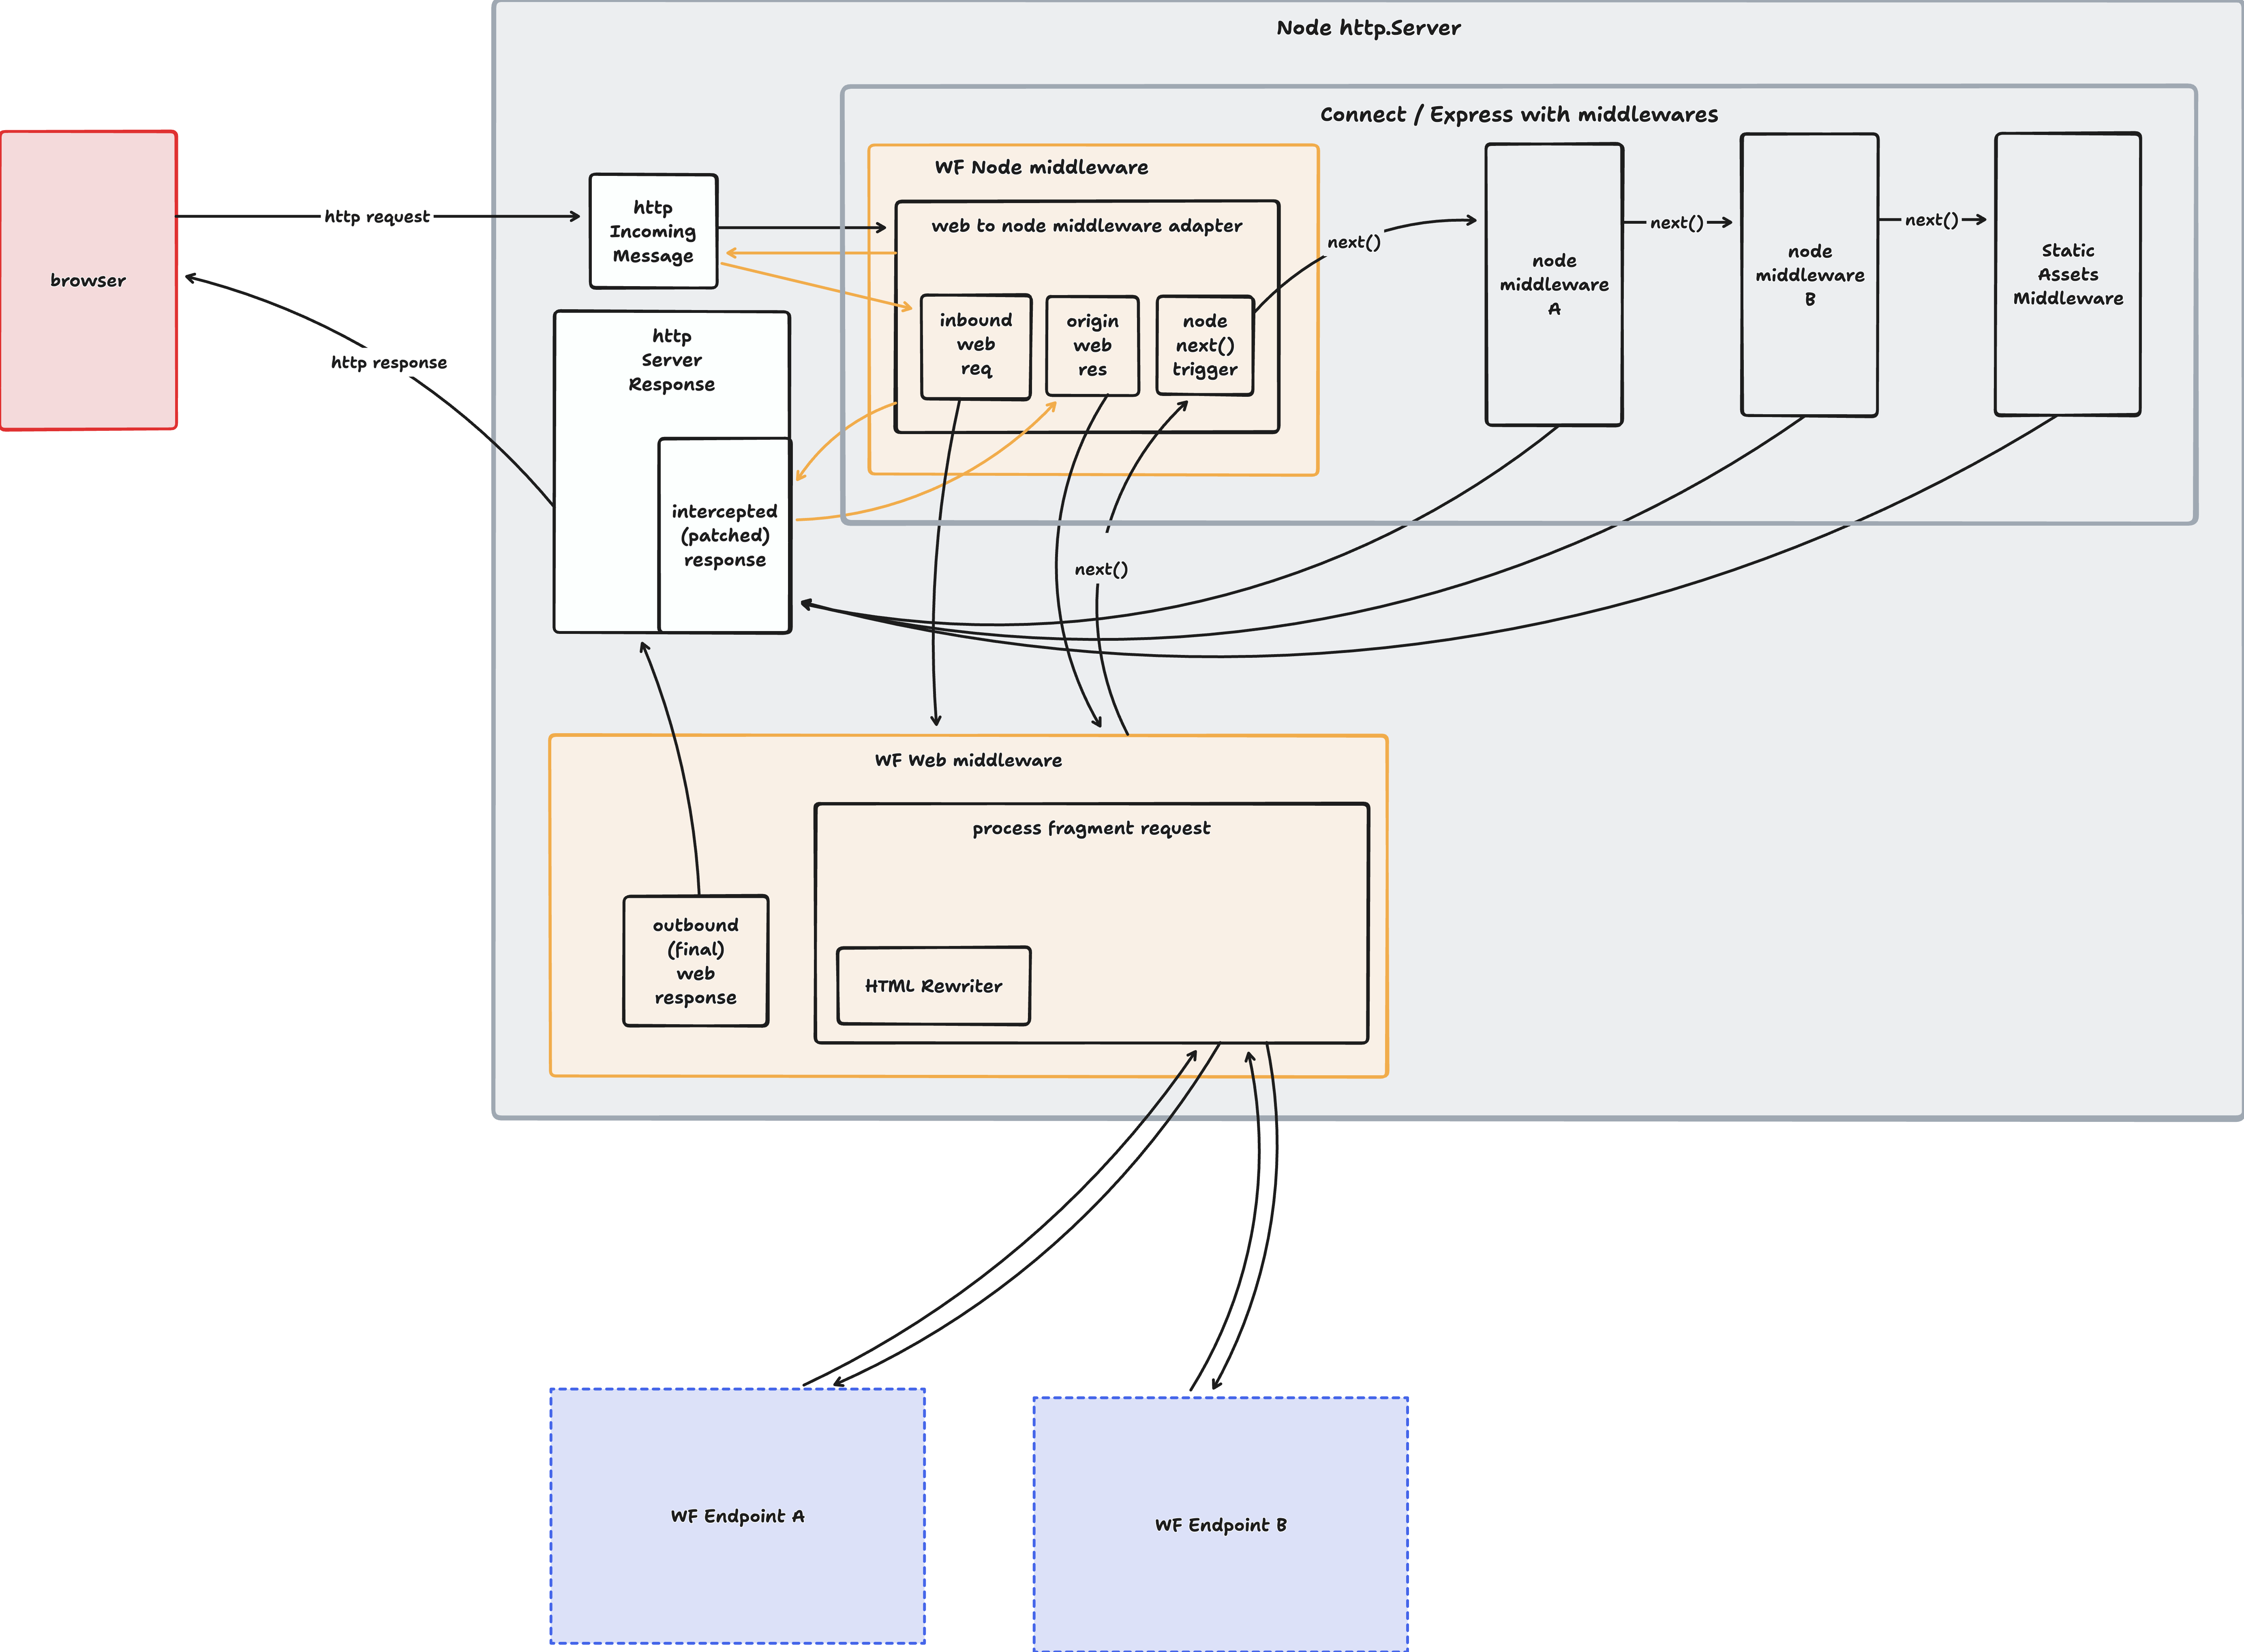 Node http.Server
Connect / Express with middlewares
WF Node middleware
web to node middleware adapter
inbound
web
req
origin
web
res
node
next()
trigger
next()
node
middleware
A
next()
node
middleware
B
next()
Static
Assets
Middleware
browser
http request
http
Incoming
Message
http response
http
Server
Response
intercepted
(patched)
response
next()
WF Web middleware
process fragment request
outbound
(final)
web
response
HTML Rewriter
WF Endpoint A
WF Endpoint B